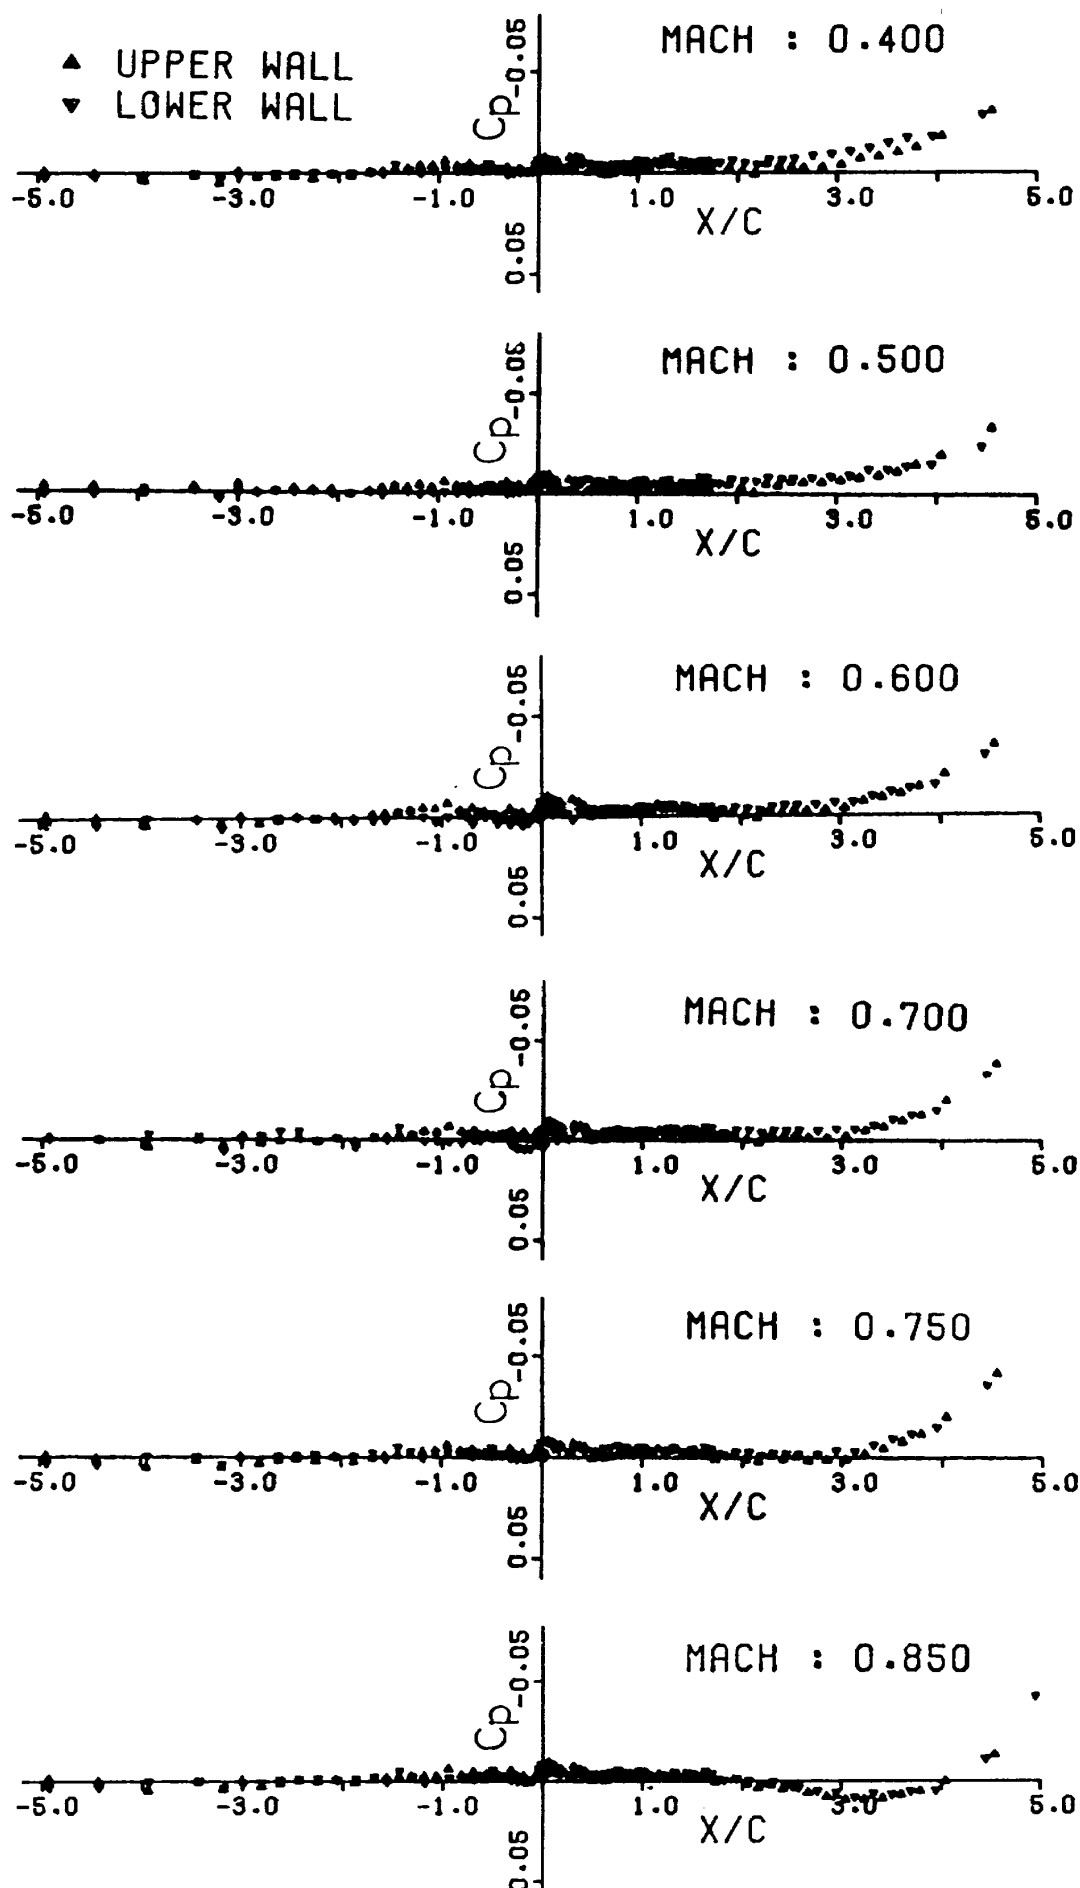 MACH : 0.400
▲ UPPER WALL
▼ LOWER WALL
Cp
-0.05
-5.0 -3.0 -1.0 1.0 3.0 5.0
X/C
0.05
MACH : 0.500
Cp
-0.05
-5.0 -3.0 -1.0 1.0 3.0 5.0
X/C
0.05
MACH : 0.600
Cp
-0.05
-5.0 -3.0 -1.0 1.0 3.0 5.0
X/C
0.05
MACH : 0.700
Cp
-0.05
-5.0 -3.0 -1.0 1.0 3.0 5.0
X/C
0.05
MACH : 0.750
Cp
-0.05
-5.0 -3.0 -1.0 1.0 3.0 5.0
X/C
0.05
MACH : 0.850
Cp
-0.05
-5.0 -3.0 -1.0 1.0 3.0 5.0
X/C
0.05